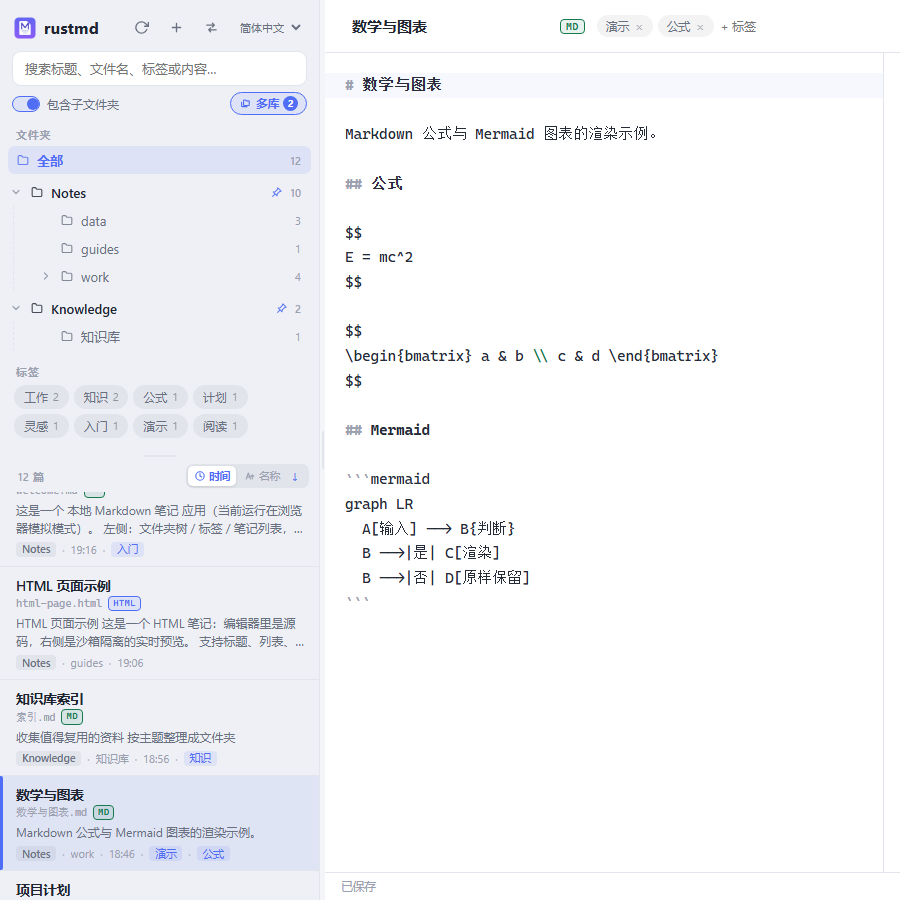 rustmd
简体中文
搜索标题、文件名、标签或内容...
包含子文件夹
多库 2
文件夹
全部 12
Notes 10
data 3
guides 1
work 4
Knowledge 2
知识库 1
标签
工作 2 知识 2 公式 1 计划 1
灵感 1 入门 1 演示 1 阅读 1
12 篇 时间 名称 ↓
这是一个 本地 Markdown 笔记 应用（当前运行在浏览
器模拟模式）。 左侧：文件夹树 / 标签 / 笔记列表，...
Notes · 19:16 · 入门
HTML 页面示例
html-page.html HTML
HTML 页面示例 这是一个 HTML 笔记：编辑器里是源
码，右侧是沙箱隔离的实时预览。 支持标题、列表、...
Notes · guides · 19:06
知识库索引
索引.md MD
收集值得复用的资料 按主题整理成文件夹
Knowledge · 知识库 · 18:56 · 知识
数学与图表
数学与图表.md MD
Markdown 公式与 Mermaid 图表的渲染示例。
Notes · work · 18:46 · 演示 · 公式
项目计划
数学与图表 MD 演示 × 公式 × + 标签
# 数学与图表
Markdown 公式与 Mermaid 图表的渲染示例。
## 公式
$$
E = mc^2
$$
$$
\begin{bmatrix} a & b \\ c & d \end{bmatrix}
$$
## Mermaid
```mermaid
graph LR
A[输入] --> B{判断}
B -->|是| C[渲染]
B -->|否| D[原样保留]
```
已保存